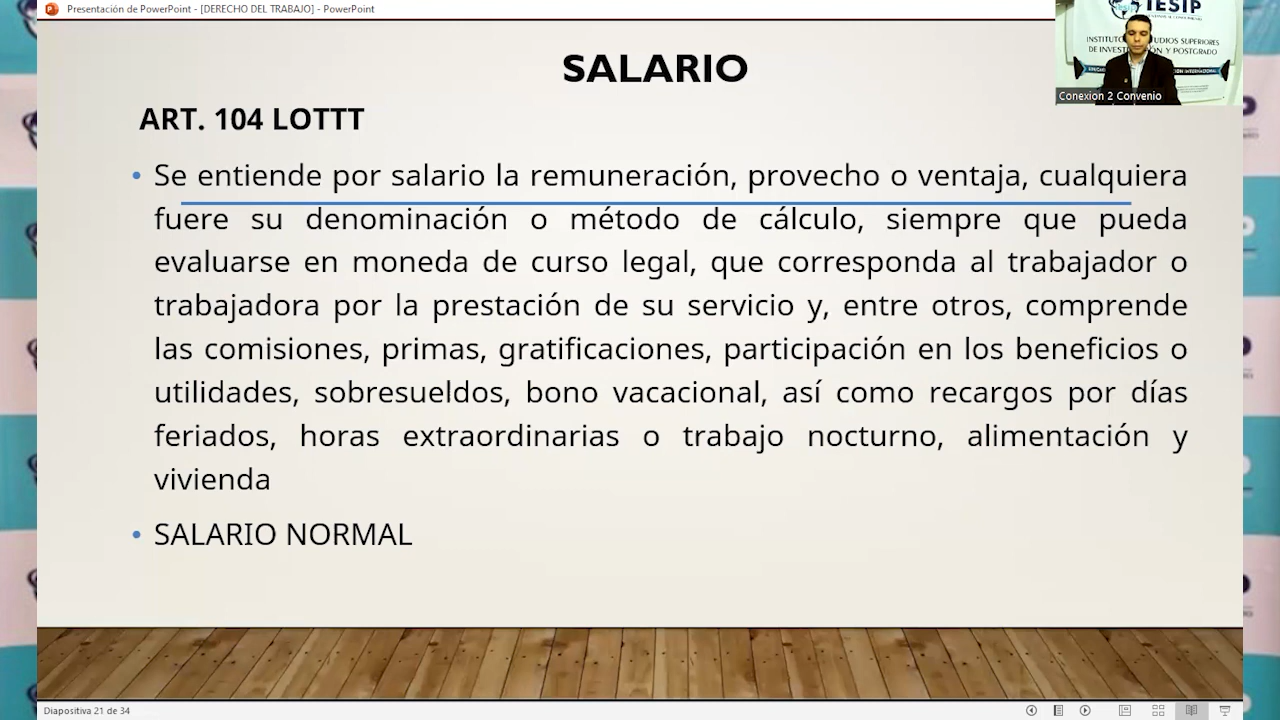 Presentación de PowerPoint - [DERECHO DEL TRABAJO] - PowerPoint
IESIP
INSTITUTO
UDIOS SUPERIORES
DE INVEST
N Y POSTGRADO
Conexion 2 Convenio
SALARIO
ART. 104 LOTTT
• Se entiende por salario la remuneración, provecho o ventaja, cualquiera
fuere su denominación o método de cálculo, siempre que pueda
evaluarse en moneda de curso legal, que corresponda al trabajador o
trabajadora por la prestación de su servicio y, entre otros, comprende
las comisiones, primas, gratificaciones, participación en los beneficios o
utilidades, sobresueldos, bono vacacional, así como recargos por días
feriados, horas extraordinarias o trabajo nocturno, alimentación y
vivienda
• SALARIO NORMAL
Diapositiva 21 de 34